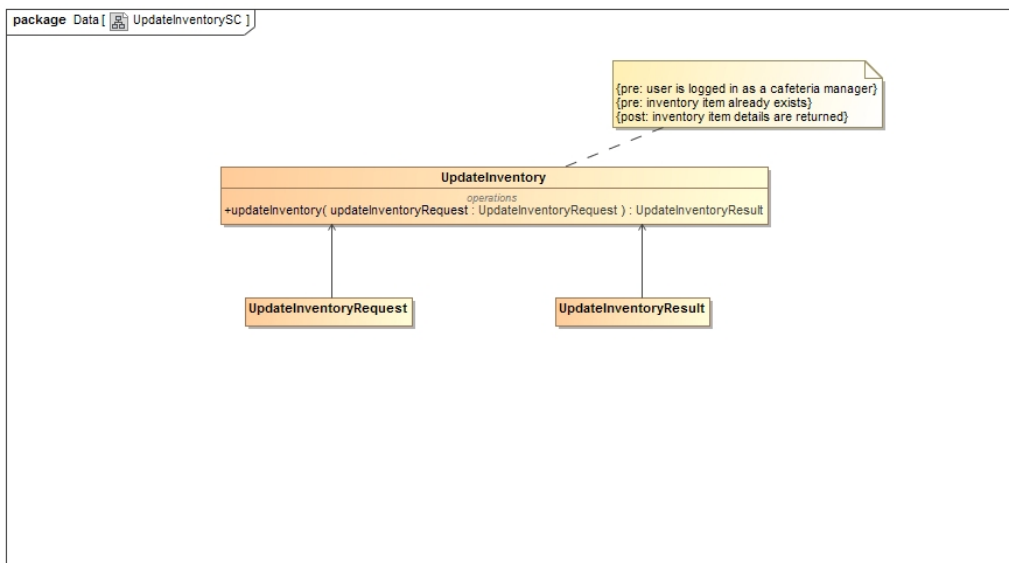 package Data [ UpdateInventorySC ]
{pre: user is logged in as a cafeteria manager}
{pre: inventory item already exists}
{post: inventory item details are returned}
UpdateInventory
operations
+updateInventory( updateInventoryRequest : UpdateInventoryRequest ) : UpdateInventoryResult
UpdateInventoryRequest
UpdateInventoryResult